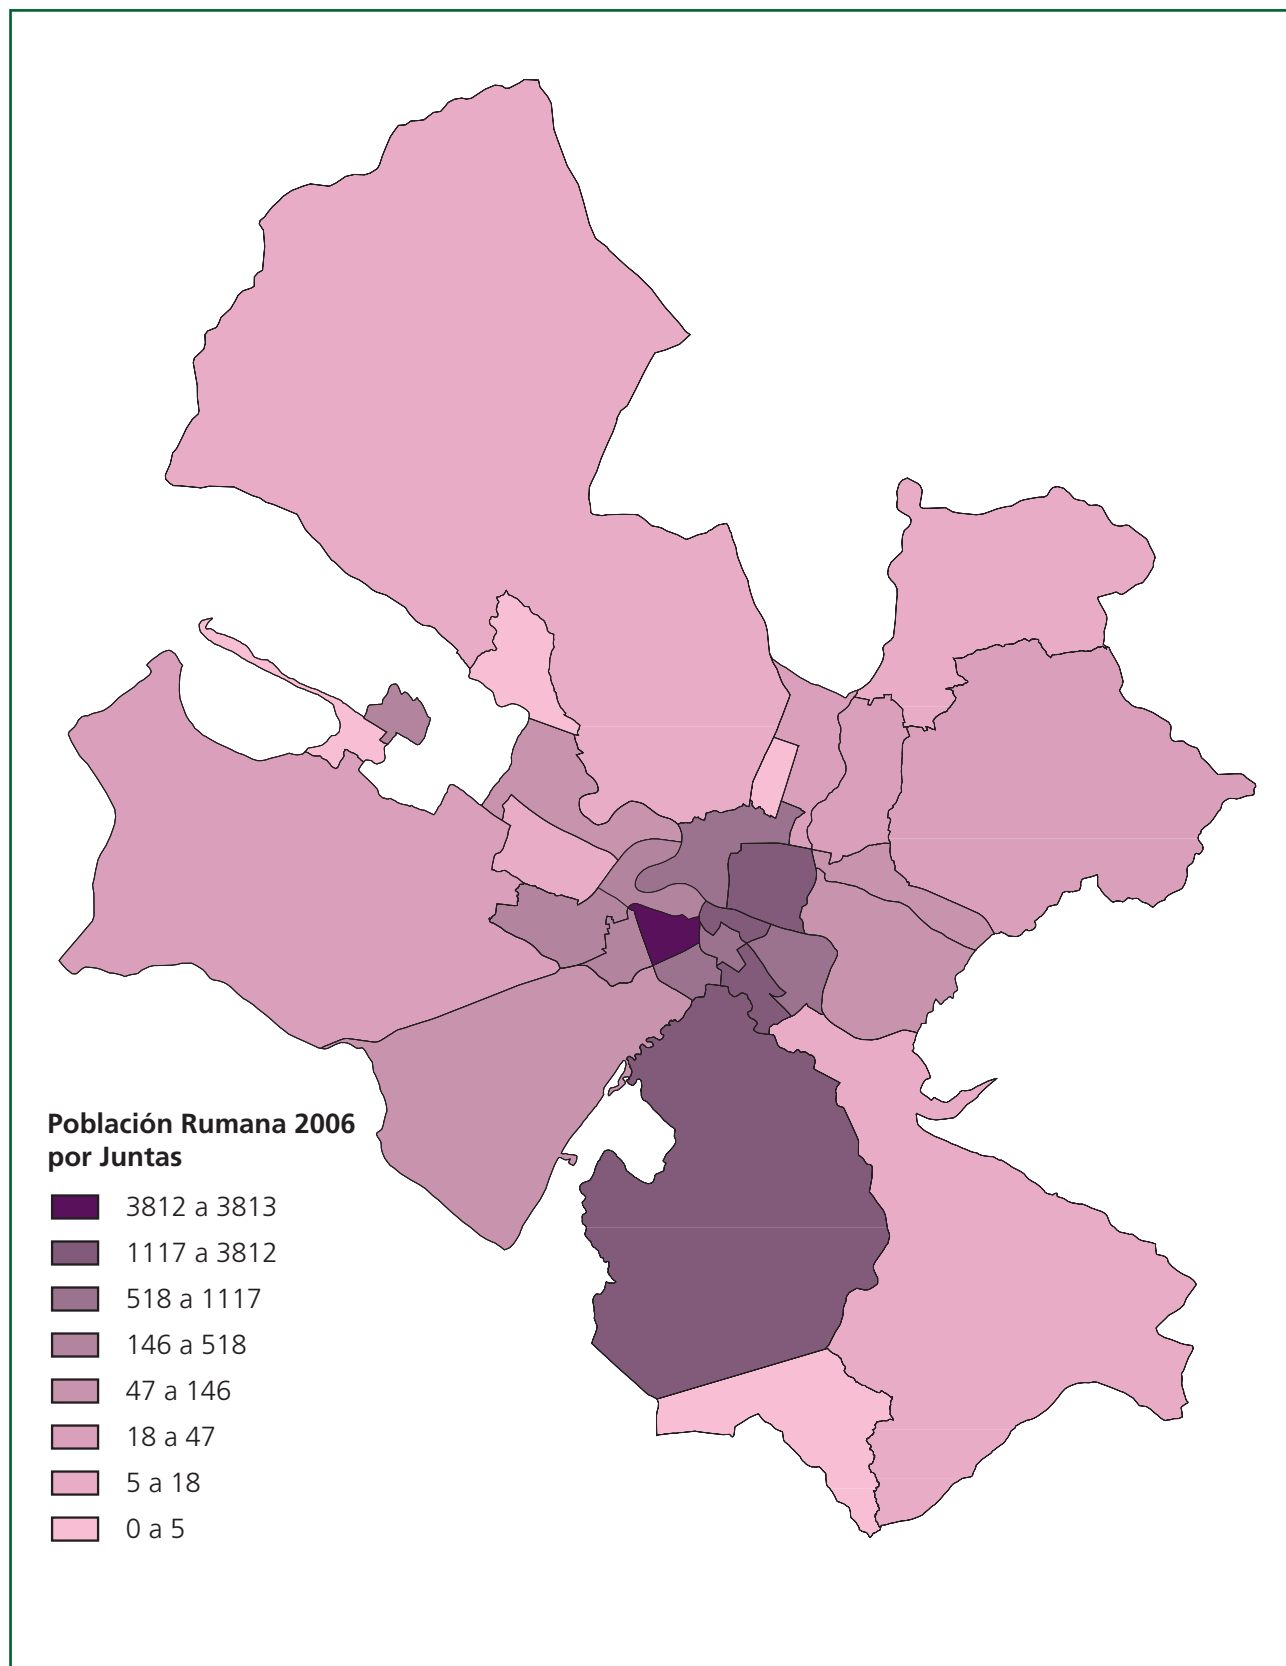 Población Rumana 2006
por Juntas
3812 a 3813
1117 a 3812
518 a 1117
146 a 518
47 a 146
18 a 47
5 a 18
0 a 5